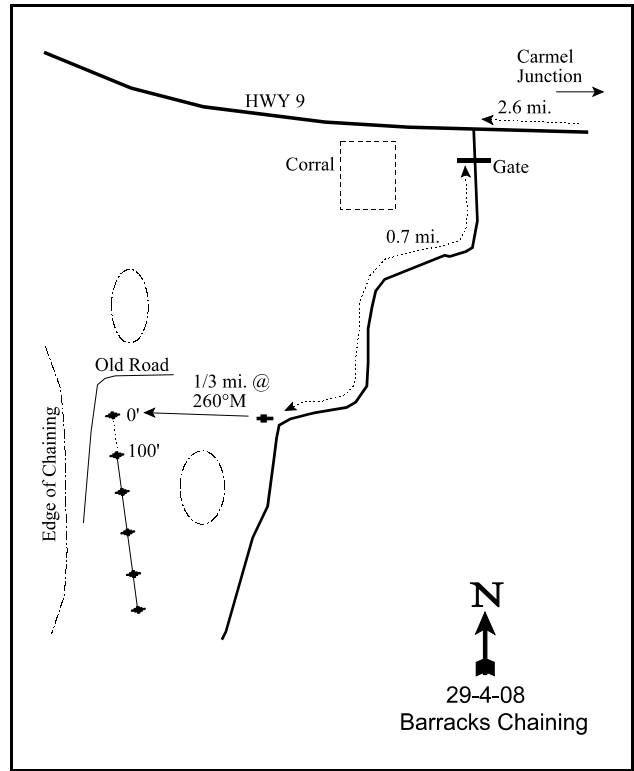 Carmel
Junction
2.6 mi.
HWY 9
Corral
Gate
0.7 mi.
Old Road
1/3 mi. @
260°M
0'
100'
Edge of Chaining
N
29-4-08
Barracks Chaining